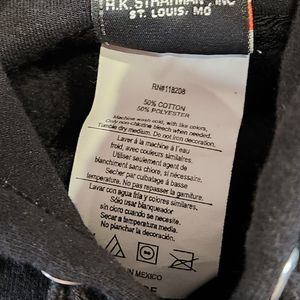 H.K. STRATMAN INC
ST. LOUIS, MO
RN#118208
50% COTTON
50% POLYESTER
Machine wash cold, with like colors.
Only non-chlorine bleach when needed.
Tumble dry medium. Do not iron decoration.
Laver à la machine à l'eau
froid, avec couleurs similaires.
Utiliser seulement agent de
blanchiment sans chlore, si nécessaire.
Sécher par culbutage à basse
temperature. No pas repasser la garniture.
Lavar con agua fría y colores similares.
Sólo usar blanqueador
sin cloro cuando se necesite.
Secar a temperatura media.
No planchar la decoración.
IN MEXICO